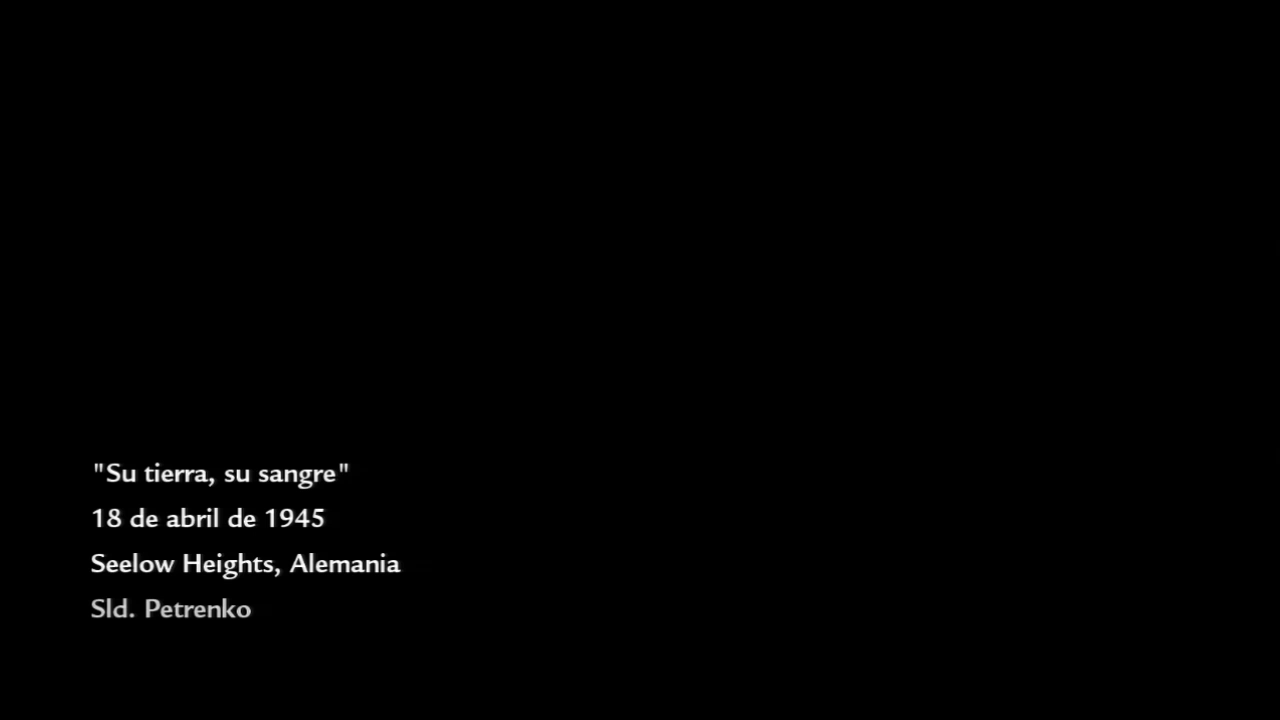 "Su tierra, su sangre"
18 de abril de 1945
Seelow Heights, Alemania
Sld. Petrenko